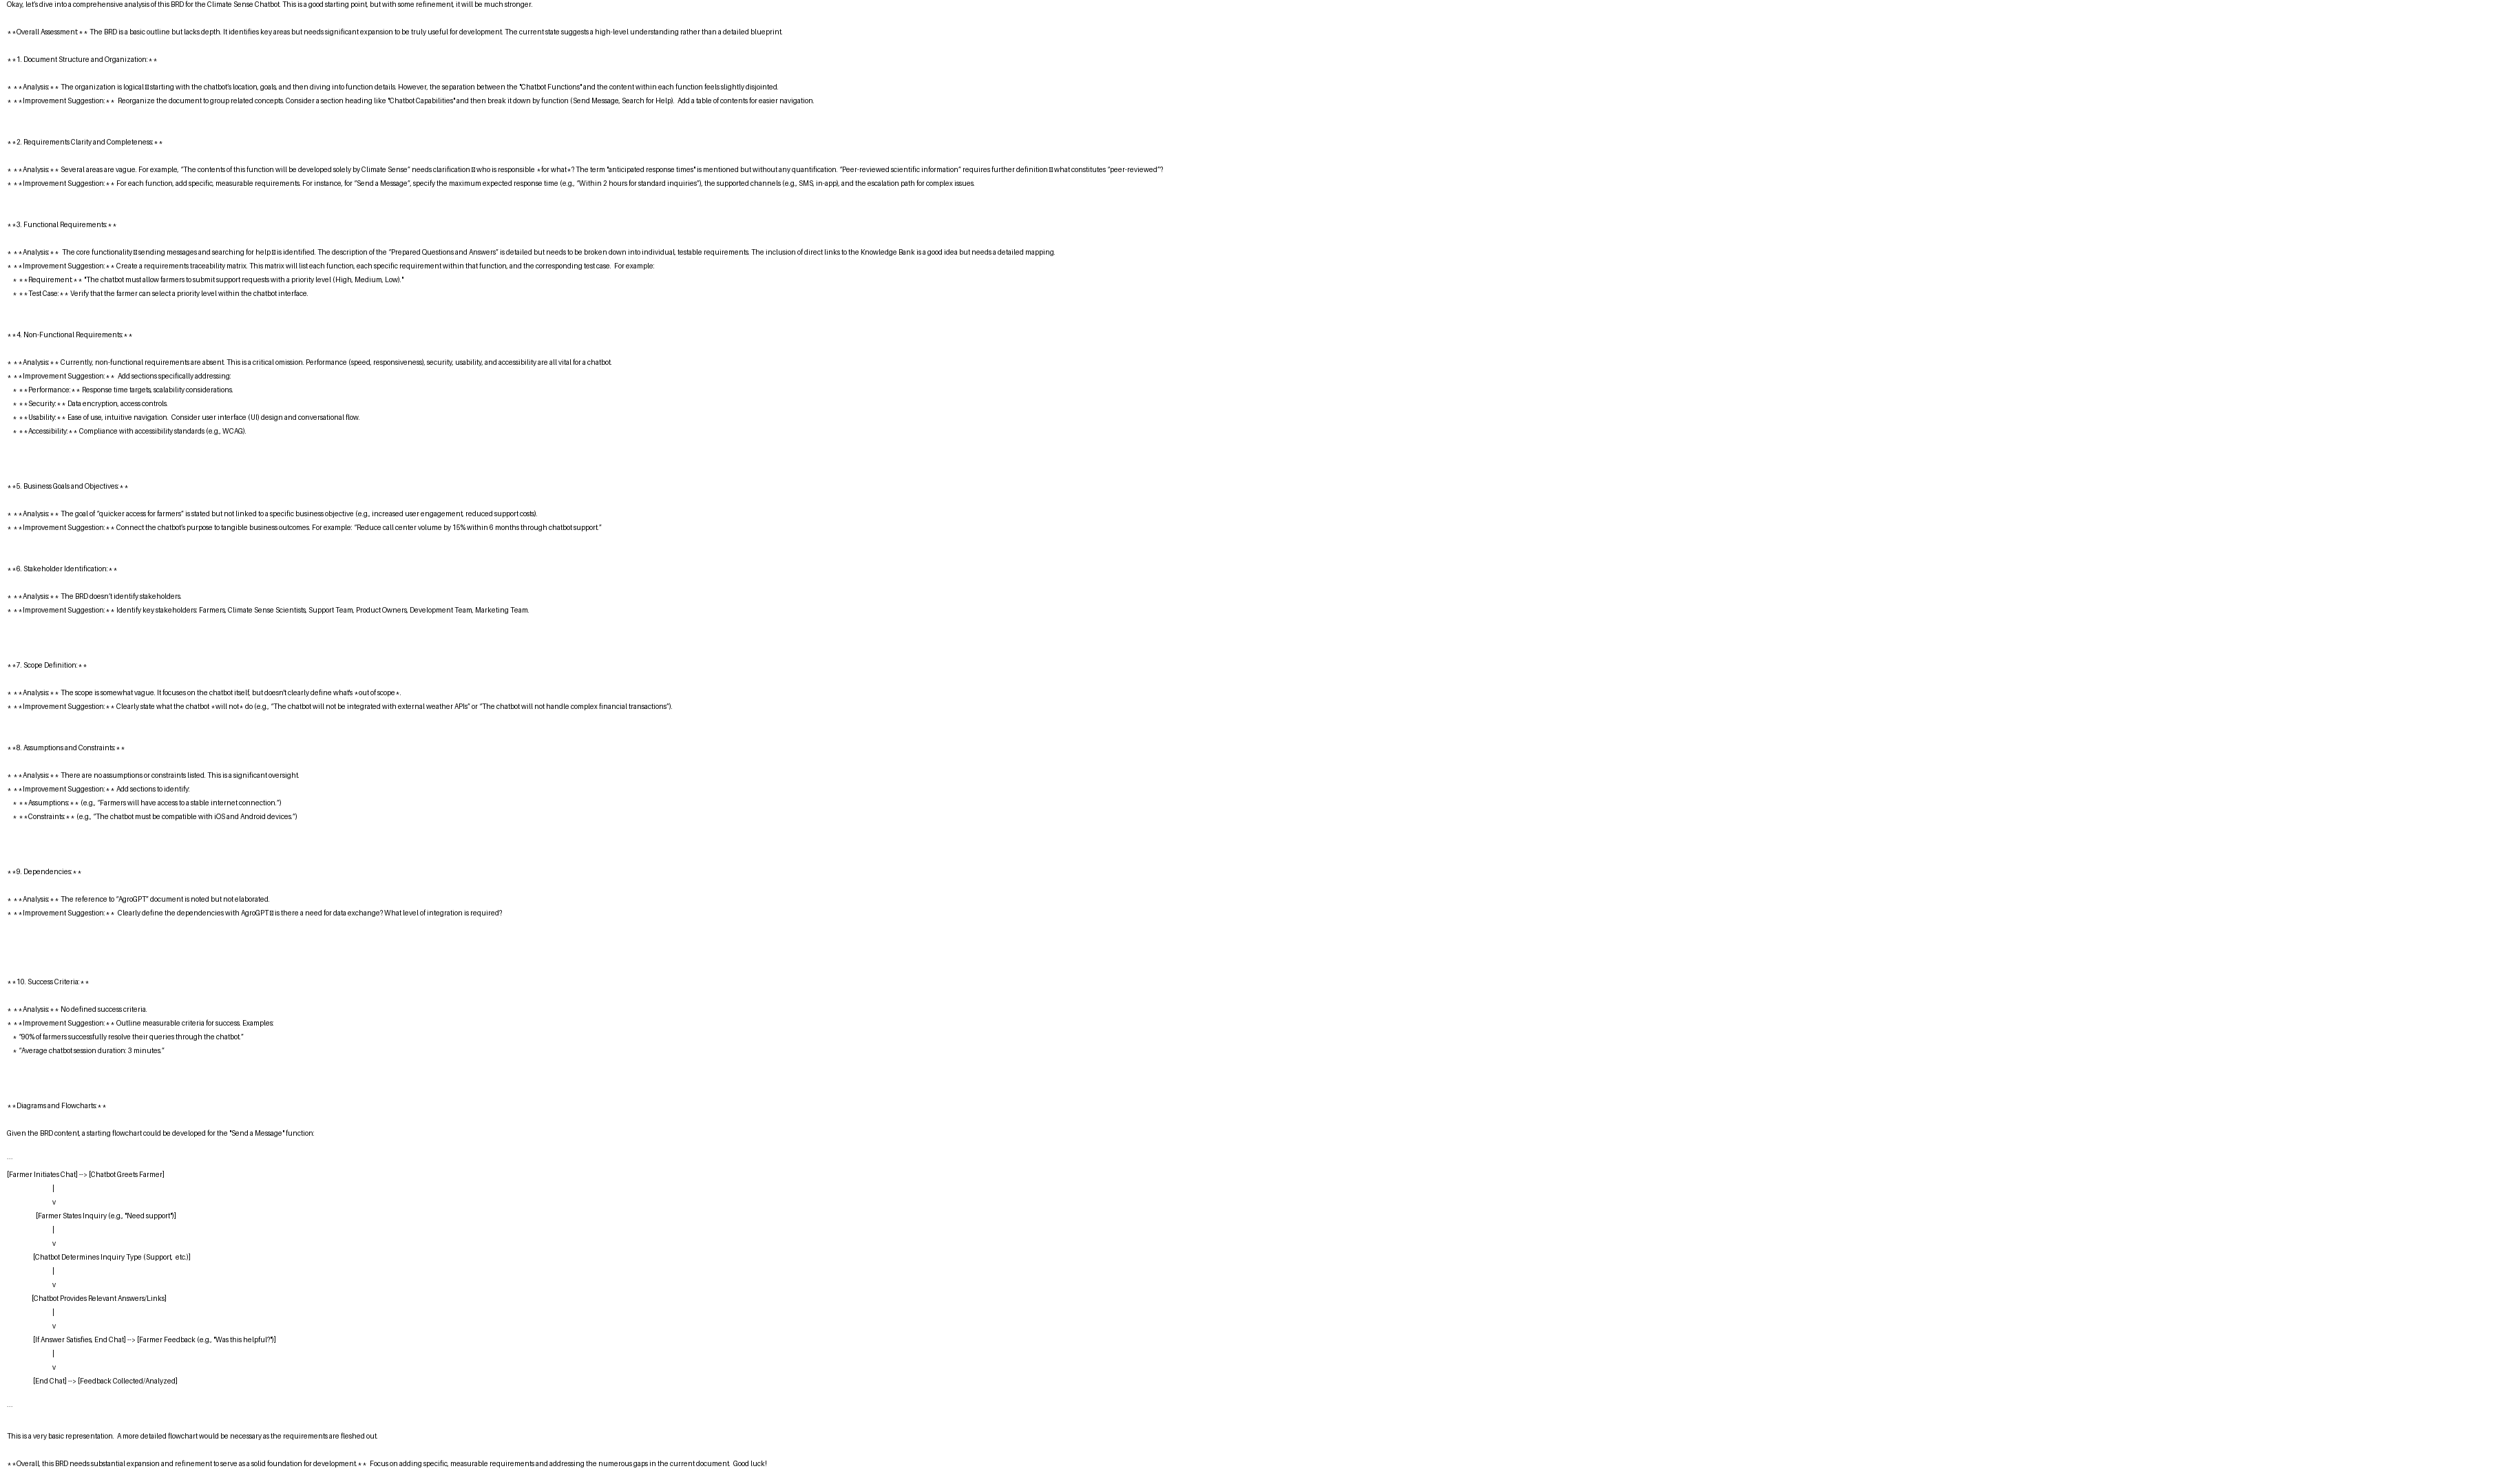 Okay, let's dive into a comprehensive analysis of this BRD for the Climate Sense Chatbot. This is a good starting point, but with some refinement, it will be much stronger.
**Overall Assessment:** The BRD is a basic outline but lacks depth. It identifies key areas but needs significant expansion to be truly useful for development. The current state suggests a high-level understanding rather than a detailed blueprint.
**1. Document Structure and Organization:**
* **Analysis:** The organization is logical☒starting with the chatbot's location, goals, and then diving into function details. However, the separation between the "Chatbot Functions" and the content within each function feels slightly disjointed.
* **Improvement Suggestion:** Reorganize the document to group related concepts. Consider a section heading like "Chatbot Capabilities" and then break it down by function (Send Message, Search for Help). Add a table of contents for easier navigation.
**2. Requirements Clarity and Completeness:**
* **Analysis:** Several areas are vague. For example, "The contents of this function will be developed solely by Climate Sense" needs clarification☒who is responsible *for what*? The term "anticipated response times" is mentioned but without any quantification. "Peer-reviewed scientific information" requires further definition☒what constitutes "peer-reviewed"?
* **Improvement Suggestion:** For each function, add specific, measurable requirements. For instance, for "Send a Message", specify the maximum expected response time (e.g., "Within 2 hours for standard inquiries"), the supported channels (e.g., SMS, in-app), and the escalation path for complex issues.
**3. Functional Requirements:**
* **Analysis:** The core functionality☒sending messages and searching for help☒is identified. The description of the "Prepared Questions and Answers" is detailed but needs to be broken down into individual, testable requirements. The inclusion of direct links to the Knowledge Bank is a good idea but needs a detailed mapping.
* **Improvement Suggestion:** Create a requirements traceability matrix. This matrix will list each function, each specific requirement within that function, and the corresponding test case. For example:
* **Requirement:** "The chatbot must allow farmers to submit support requests with a priority level (High, Medium, Low)."
* **Test Case:** Verify that the farmer can select a priority level within the chatbot interface.
**4. Non-Functional Requirements:**
* **Analysis:** Currently, non-functional requirements are absent. This is a critical omission. Performance (speed, responsiveness), security, usability, and accessibility are all vital for a chatbot.
* **Improvement Suggestion:** Add sections specifically addressing:
* **Performance:** Response time targets, scalability considerations.
* **Security:** Data encryption, access controls.
* **Usability:** Ease of use, intuitive navigation. Consider user interface (UI) design and conversational flow.
* **Accessibility:** Compliance with accessibility standards (e.g., WCAG).
**5. Business Goals and Objectives:**
* **Analysis:** The goal of "quicker access for farmers" is stated but not linked to a specific business objective (e.g., increased user engagement, reduced support costs).
* **Improvement Suggestion:** Connect the chatbot's purpose to tangible business outcomes. For example: "Reduce call center volume by 15% within 6 months through chatbot support."
**6. Stakeholder Identification:**
* **Analysis:** The BRD doesn't identify stakeholders.
* **Improvement Suggestion:** Identify key stakeholders: Farmers, Climate Sense Scientists, Support Team, Product Owners, Development Team, Marketing Team.
**7. Scope Definition:**
* **Analysis:** The scope is somewhat vague. It focuses on the chatbot itself, but doesn't clearly define what's *out of scope*.
* **Improvement Suggestion:** Clearly state what the chatbot *will not* do (e.g., "The chatbot will not be integrated with external weather APIs" or "The chatbot will not handle complex financial transactions").
**8. Assumptions and Constraints:**
* **Analysis:** There are no assumptions or constraints listed. This is a significant oversight.
* **Improvement Suggestion:** Add sections to identify:
* **Assumptions:** (e.g., "Farmers will have access to a stable internet connection.")
* **Constraints:** (e.g., "The chatbot must be compatible with iOS and Android devices.")
**9. Dependencies:**
* **Analysis:** The reference to "AgroGPT" document is noted but not elaborated.
* **Improvement Suggestion:** Clearly define the dependencies with AgroGPT☒is there a need for data exchange? What level of integration is required?
**10. Success Criteria:**
* **Analysis:** No defined success criteria.
* **Improvement Suggestion:** Outline measurable criteria for success. Examples:
* "90% of farmers successfully resolve their queries through the chatbot."
* "Average chatbot session duration: 3 minutes."
**Diagrams and Flowcharts:**
Given the BRD content, a starting flowchart could be developed for the "Send a Message" function:
```
[Farmer Initiates Chat] --> [Chatbot Greets Farmer]
|
v
[Farmer States Inquiry (e.g., "Need support")]
|
v
[Chatbot Determines Inquiry Type (Support, etc.)]
|
v
[Chatbot Provides Relevant Answers/Links]
|
v
[If Answer Satisfies, End Chat] --> [Farmer Feedback (e.g., "Was this helpful?")]
|
v
[End Chat] --> [Feedback Collected/Analyzed]
```
This is a very basic representation. A more detailed flowchart would be necessary as the requirements are fleshed out.
**Overall, this BRD needs substantial expansion and refinement to serve as a solid foundation for development.** Focus on adding specific, measurable requirements and addressing the numerous gaps in the current document. Good luck!